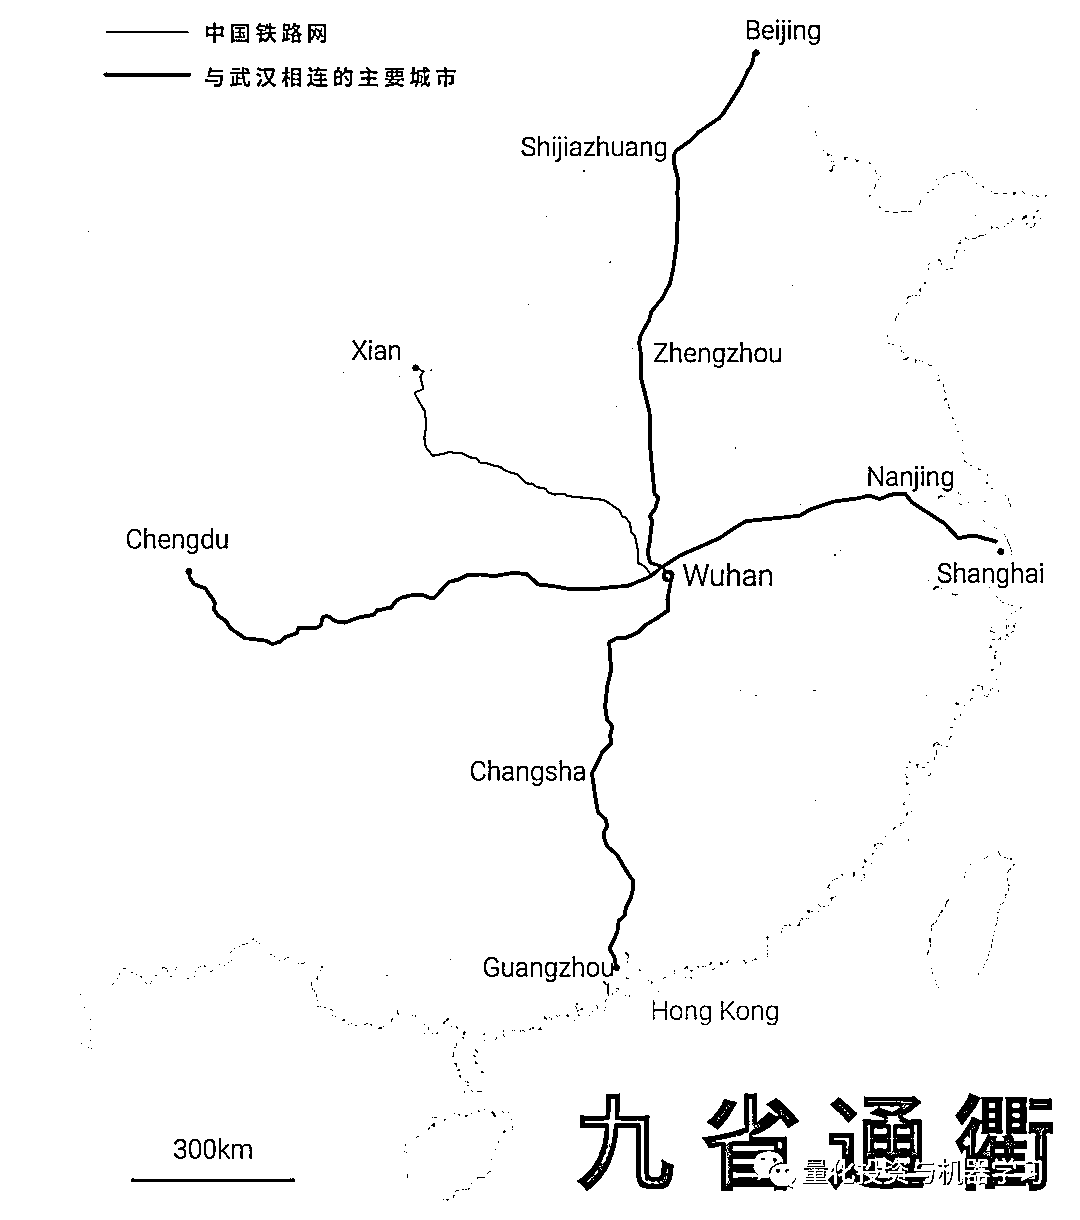 中国铁路网
与武汉相连的主要城市
Beijing
Shijiazhuang
Xian
Zhengzhou
Nanjing
Chengdu
Wuhan
Shanghai
Changsha
Guangzhou
Hong Kong
300km
九省通衢
量化投资与机器学习